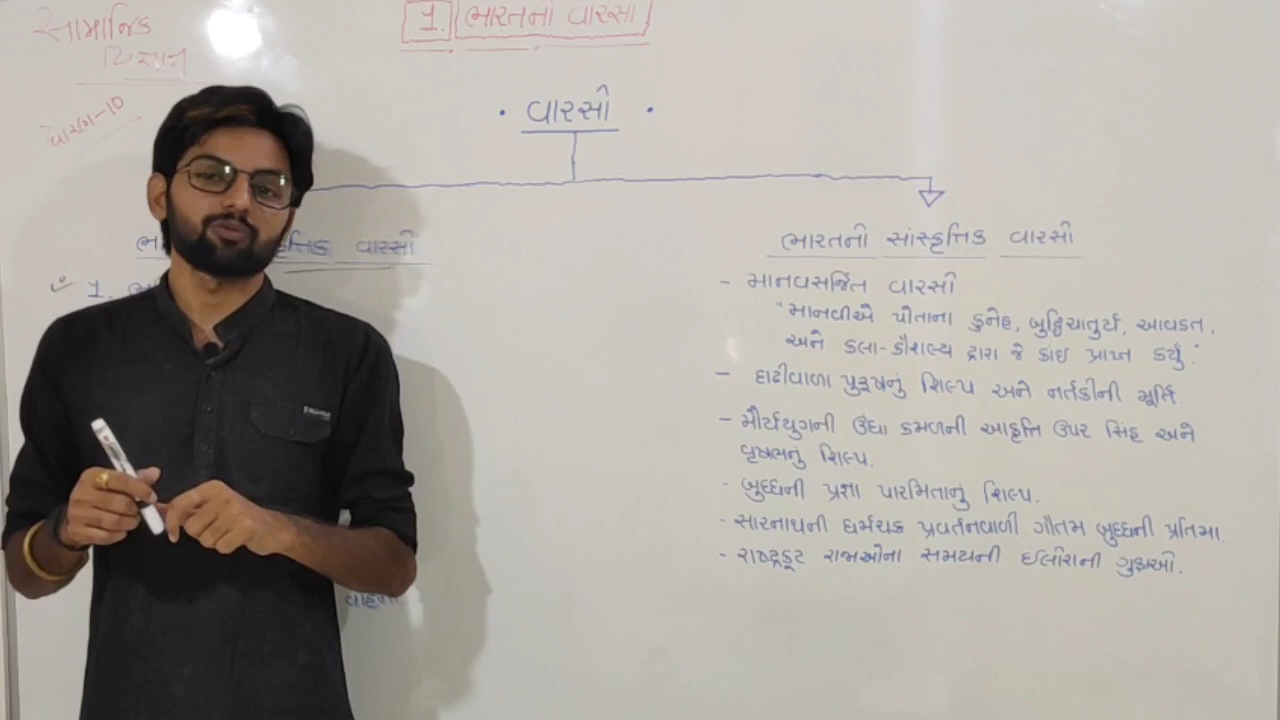 સામાજિક
વિજ્ઞાન
ધોરણ-10
1. ભારતનો વારસો
વારસો
વારસો
1.
ભારતનો સાંસ્કૃતિક વારસો
- માનવસર્જિત વારસો
"માનવીએ પોતાના કુનેહ, બુદ્ધિચાતુર્ય, આવડત,
અને કલા-કૌશલ્ય દ્વારા જે કાંઇ પ્રાપ્ત કર્યું."
- દાઢીવાળા પુરૂષનું શિલ્પ અને નર્તકીની મૂર્તિ.
- મૌર્યયુગની ઉંધા કમળની આકૃતિ ઉપર સિંહ અને
વૃષભનું શિલ્પ.
- બુધ્ધની પ્રજ્ઞા પારમિતાનું શિલ્પ.
- સારનાથની ધર્મચક્ર પ્રવર્તનવાળી ગૌતમ બુધ્ધની પ્રતિમા.
- રાષ્ટ્રકૂટ રાજાઓના સમયની ઈલોરાની ગુફાઓ.